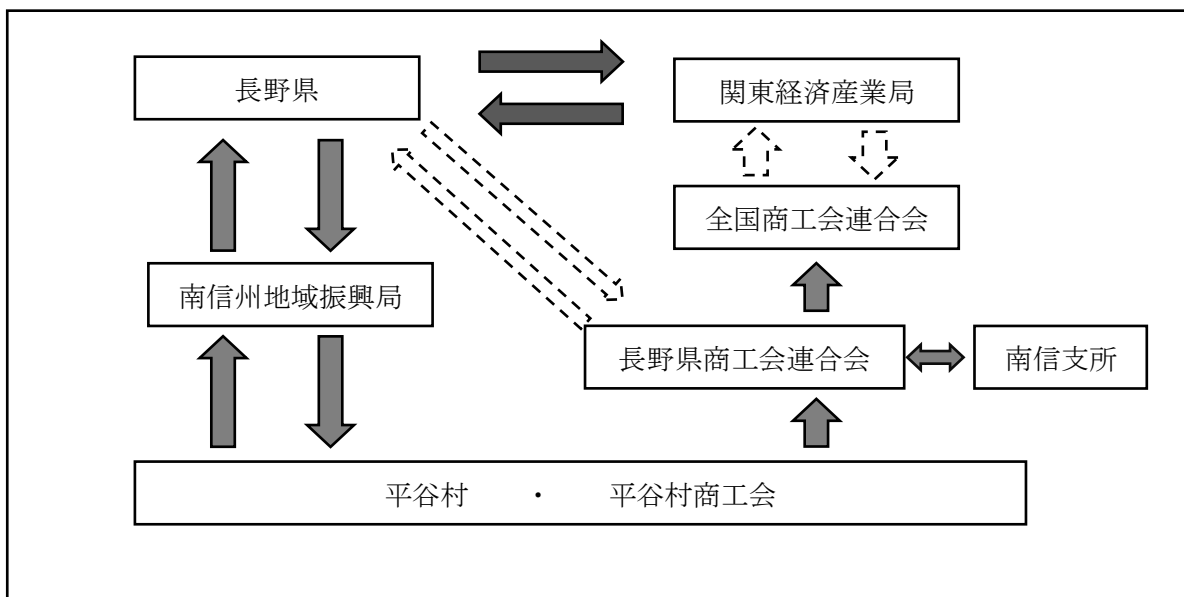 長野県
関東経済産業局
全国商工会連合会
南信州地域振興局
長野県商工会連合会
南信支所
平谷村 ・ 平谷村商工会